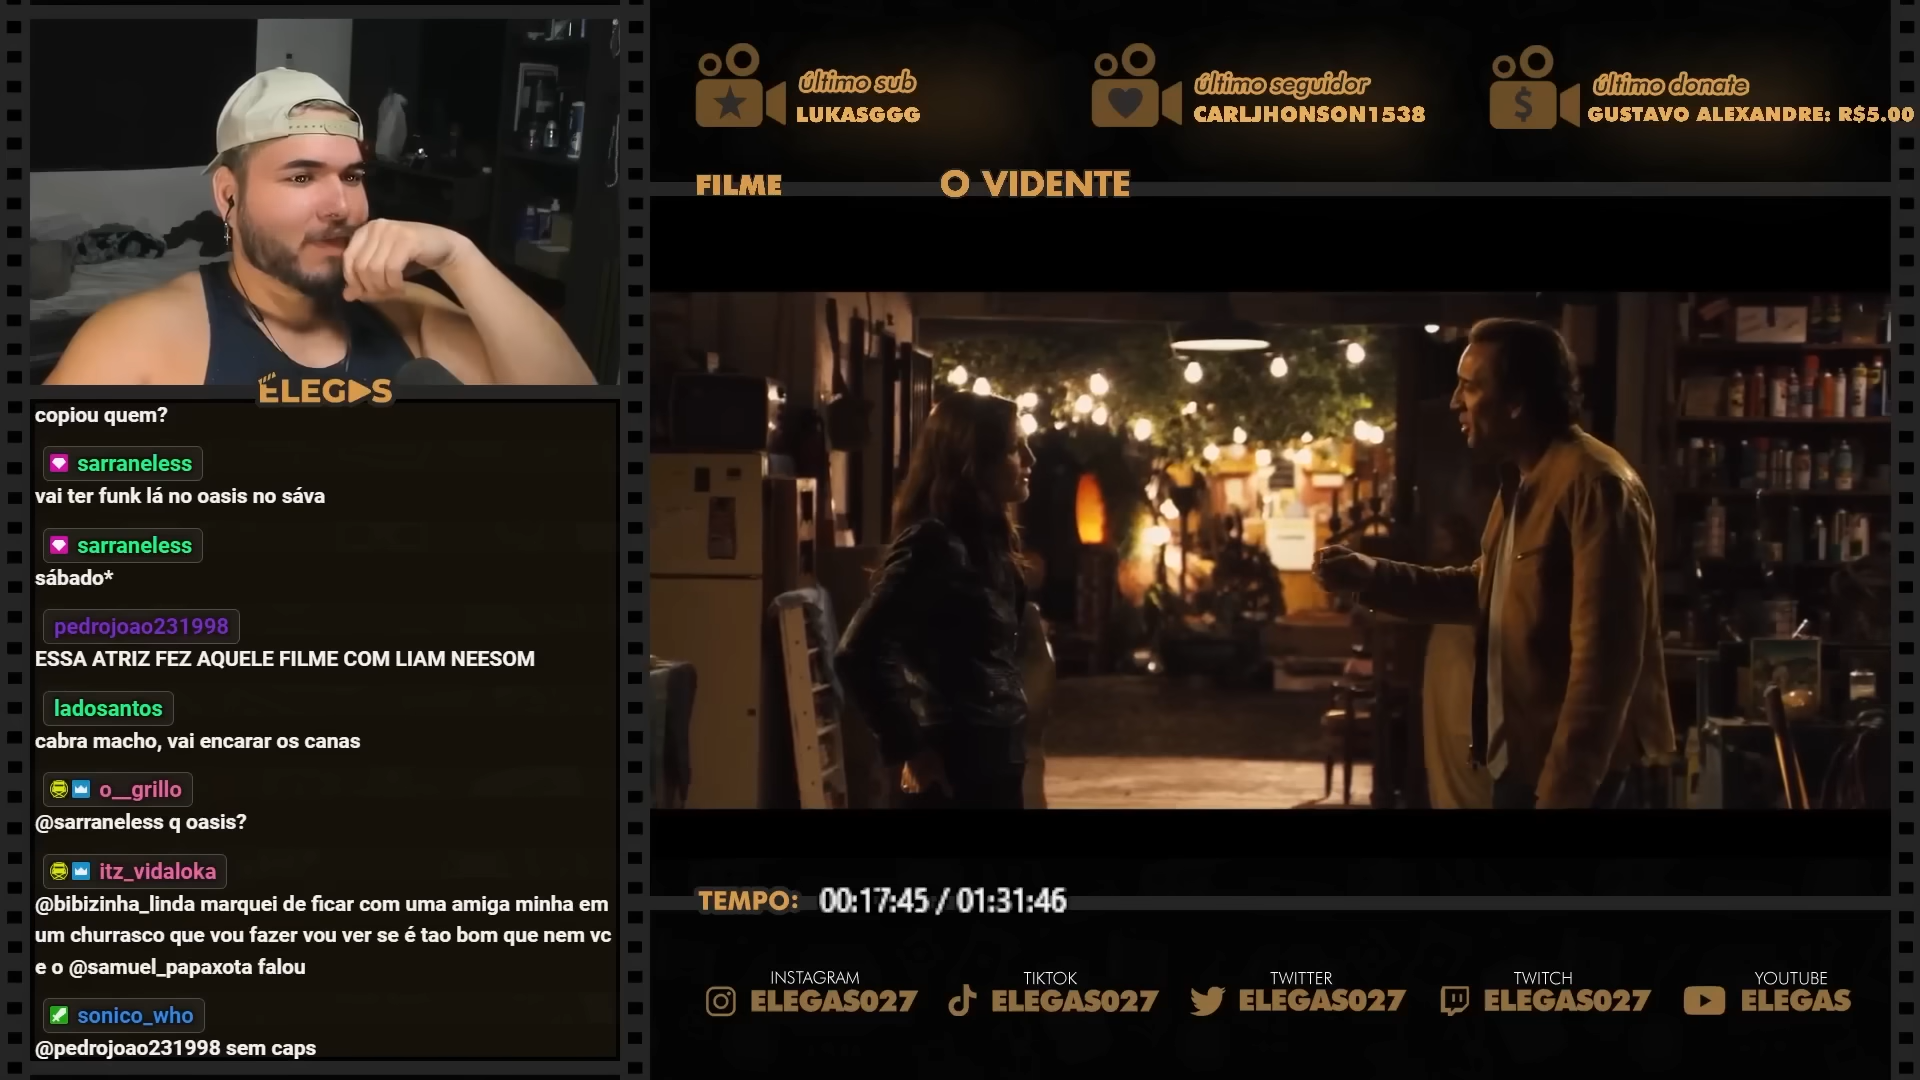 último sub
LUKASGGG
último seguidor
CARLJHONSON1538
último donate
GUSTAVO ALEXANDRE: R$5.00
FILME
O VIDENTE
ELEGAS
copiou quem?
sarraneless
vai ter funk lá no oasis no sáva
sarraneless
sábado*
pedrojoao231998
ESSA ATRIZ FEZ AQUELE FILME COM LIAM NEESOM
ladosantos
cabra macho, vai encarar os canas
o__grillo
@sarraneless q oasis?
itz_vidaloka
@bibizinha_linda marquei de ficar com uma amiga minha em
um churrasco que vou fazer vou ver se é tao bom que nem vc
e o @samuel_papaxota falou
sonico_who
@pedrojoao231998 sem caps
TEMPO: 00:17:45 / 01:31:46
INSTAGRAM
ELEGAS027
TIKTOK
ELEGAS027
TWITTER
ELEGAS027
TWITCH
ELEGAS027
YOUTUBE
ELEGAS